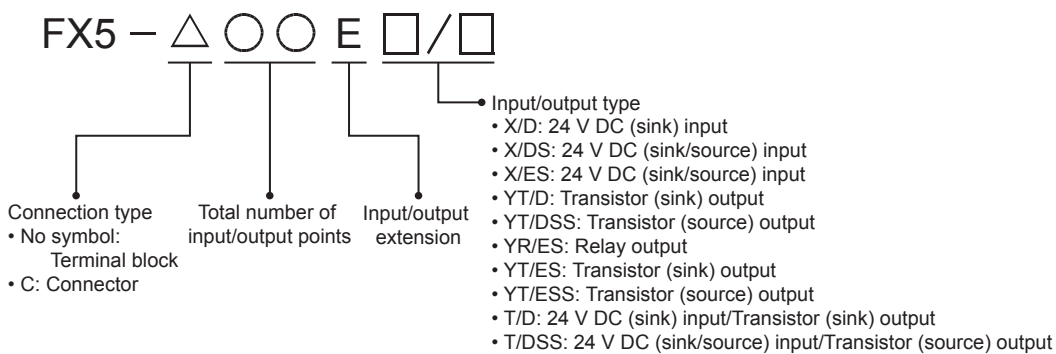 FX5 – △ ○ ○ E □/□
Input/output type
• X/D: 24 V DC (sink) input
• X/DS: 24 V DC (sink/source) input
• X/ES: 24 V DC (sink/source) input
• YT/D: Transistor (sink) output
• YT/DSS: Transistor (source) output
• YR/ES: Relay output
• YT/ES: Transistor (sink) output
• YT/ESS: Transistor (source) output
• T/D: 24 V DC (sink) input/Transistor (sink) output
• T/DSS: 24 V DC (sink/source) input/Transistor (source) output
Connection type
• No symbol:
Terminal block
• C: Connector
Total number of
input/output points
Input/output
extension